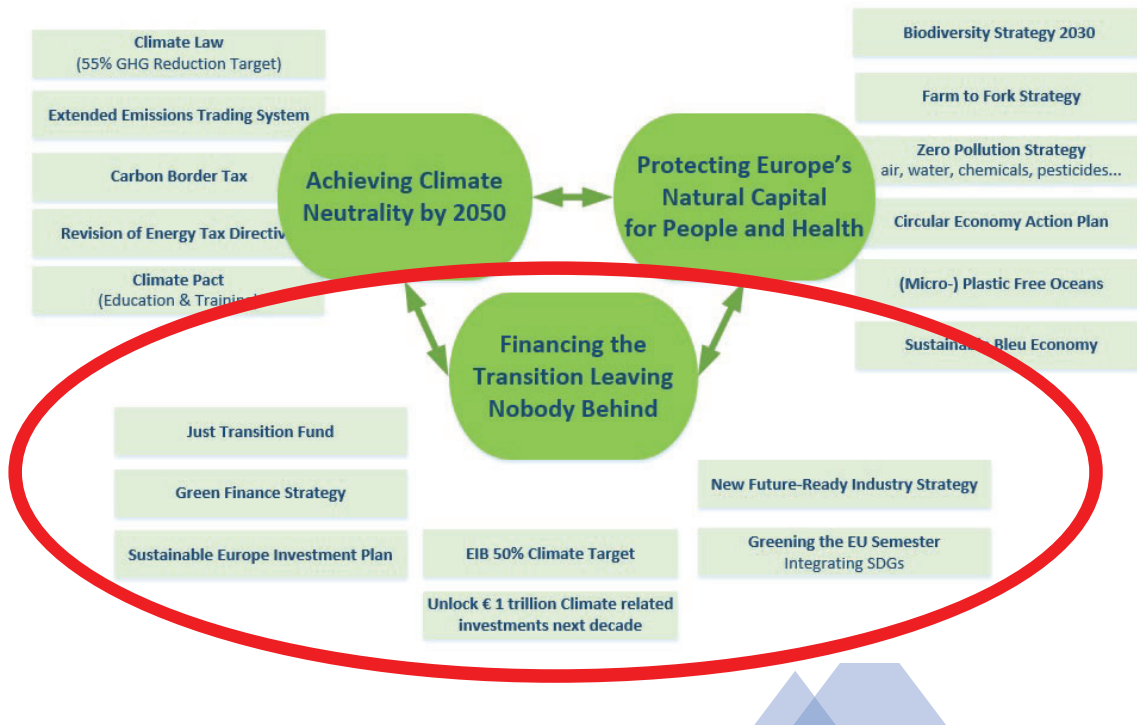 Climate Law
(55% GHG Reduction Target)
Extended Emissions Trading System
Carbon Border Tax
Revision of Energy Tax Directiv
Climate Pact
(Education & Training)
Achieving Climate
Neutrality by 2050
Protecting Europe's
Natural Capital
for People and Health
Biodiversity Strategy 2030
Farm to Fork Strategy
Zero Pollution Strategy
air, water, chemicals, pesticides...
Circular Economy Action Plan
(Micro-) Plastic Free Oceans
Sustainable Bleu Economy
Financing the
Transition Leaving
Nobody Behind
Just Transition Fund
Green Finance Strategy
Sustainable Europe Investment Plan
EIB 50% Climate Target
Unlock € 1 trillion Climate related
investments next decade
New Future-Ready Industry Strategy
Greening the EU Semester
Integrating SDGs